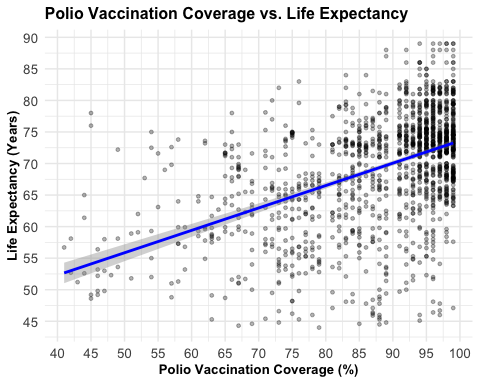 Polio Vaccination Coverage vs. Life Expectancy
Life Expectancy (Years)
90
85
80
75
70
65
60
55
50
45
40 45 50 55 60 65 70 75 80 85 90 95 100
Polio Vaccination Coverage (%)